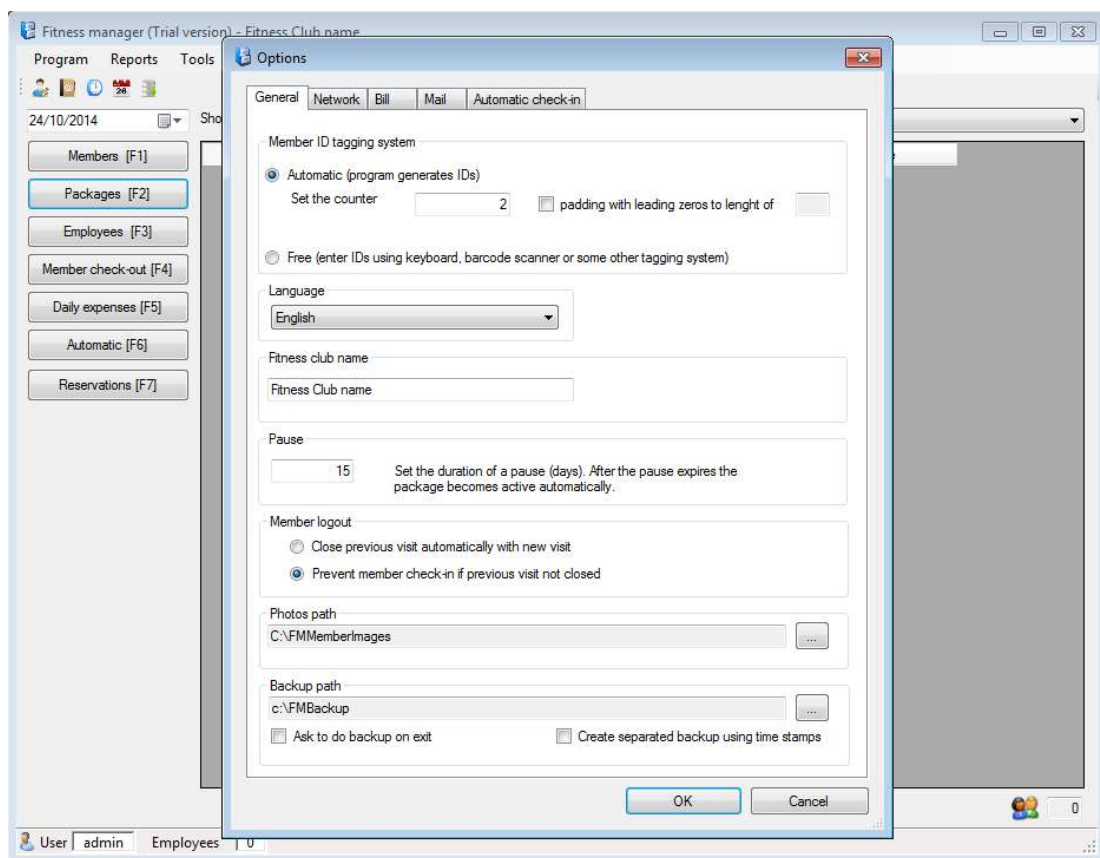 Fitness manager (Trial version) - Fitness Club name
Program Reports Tools
26
24/10/2014 Sho
Members [F1]
Packages [F2]
Employees [F3]
Member check-out [F4]
Daily expenses [F5]
Automatic [F6]
Reservations [F7]
Options
General Network Bill Mail Automatic check-in
Member ID tagging system
Automatic (program generates IDs)
Set the counter 2 padding with leading zeros to lenght of
Free (enter IDs using keyboard, barcode scanner or some other tagging system)
Language
English
Fitness club name
Fitness Club name
Pause
15 Set the duration of a pause (days). After the pause expires the
package becomes active automatically.
Member logout
Close previous visit automatically with new visit
Prevent member check-in if previous visit not closed
Photos path
C:\FMMemberImages ...
Backup path
c:\FMBackup ...
Ask to do backup on exit Create separated backup using time stamps
OK Cancel
0
User admin Employees 0